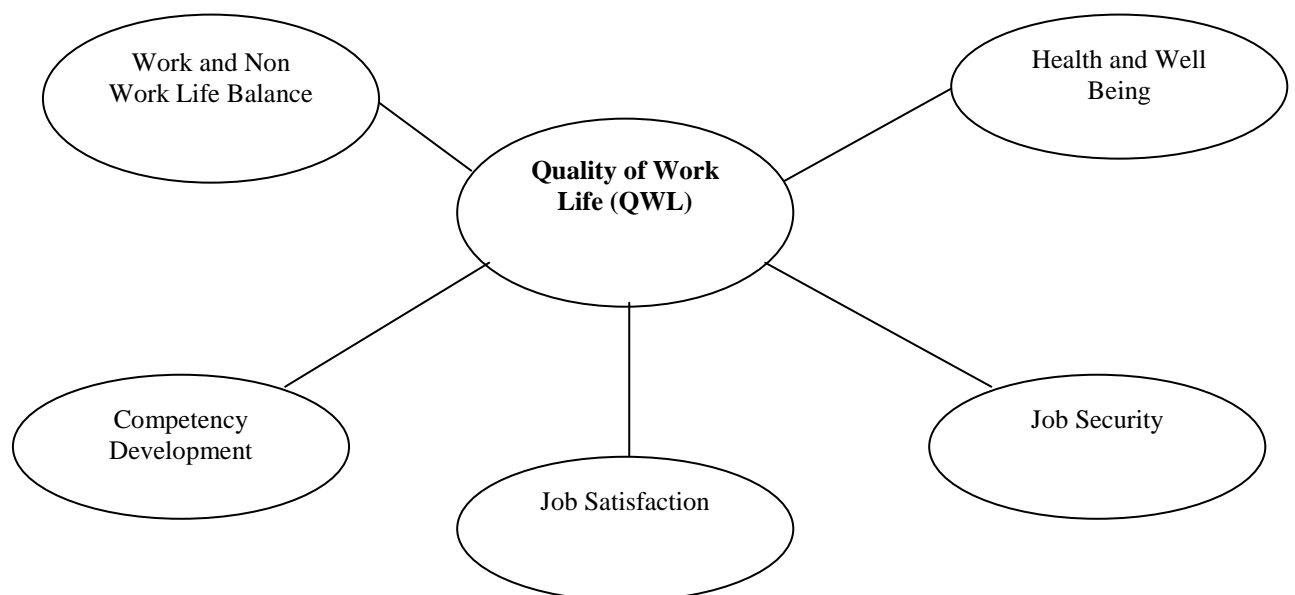 Work and Non
Work Life Balance
Health and Well
Being
Quality of Work
Life (QWL)
Competency
Development
Job Satisfaction
Job Security